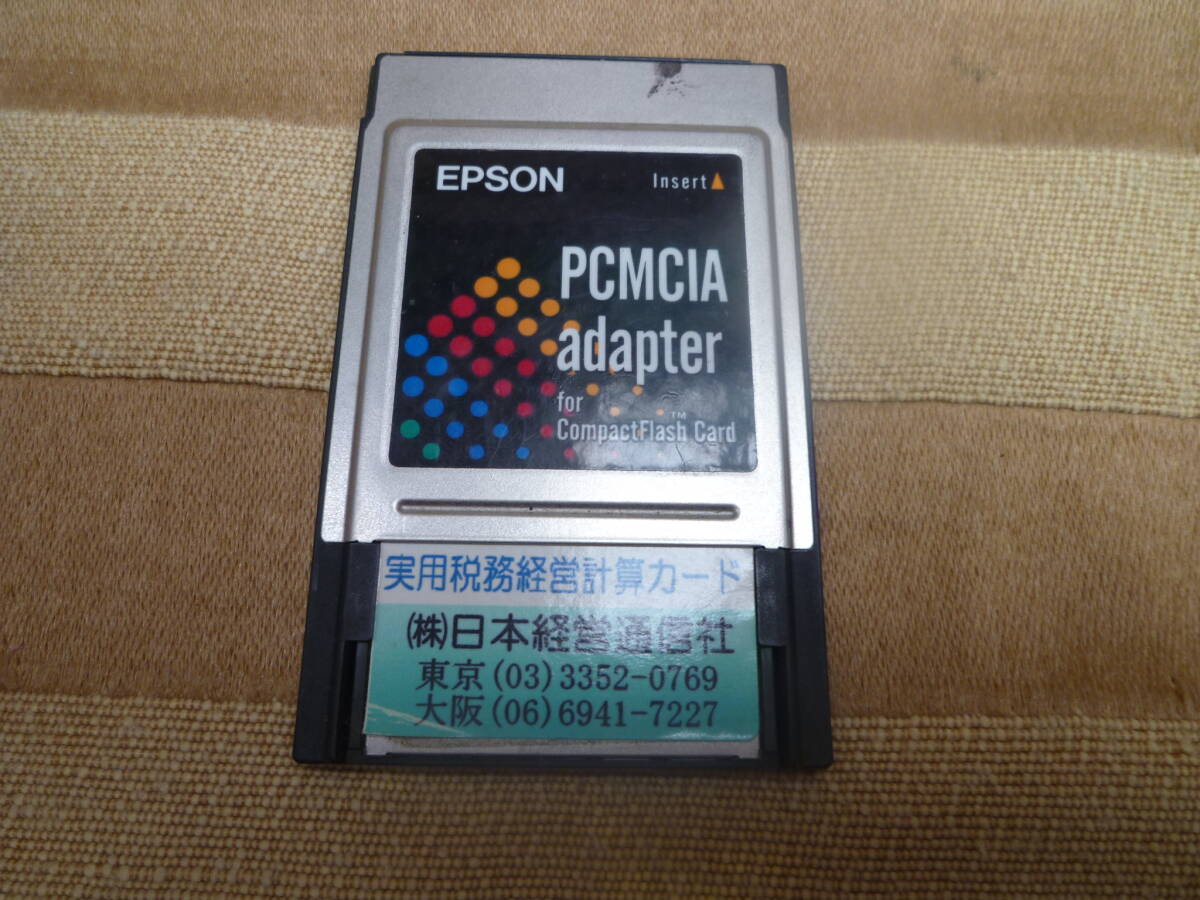 EPSON
Insert▲
PCMCIA
adapter
for
CompactFlash™ Card
実用税務経営計算カード
㈱日本経営通信社
東京(03)3352-0769
大阪(06)6941-7227